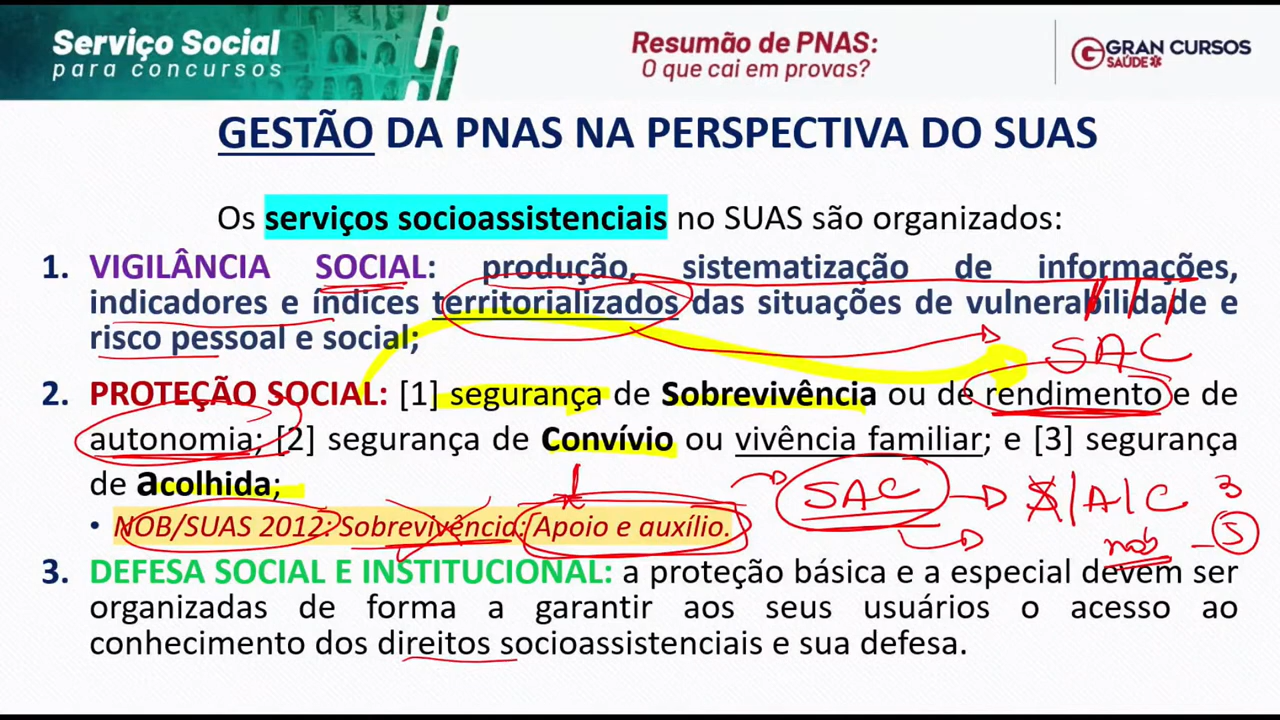 Serviço Social
para concursos
Resumão de PNAS:
O que cai em provas?
GRAN CURSOS
SAÚDE
GESTÃO DA PNAS NA PERSPECTIVA DO SUAS
Os serviços socioassistenciais no SUAS são organizados:
1. VIGILÂNCIA SOCIAL: produção, sistematização de informações,
indicadores e índices territorializados das situações de vulnerabilidade e
risco pessoal e social;
SAC
2. PROTEÇÃO SOCIAL: [1] segurança de Sobrevivência ou de rendimento e de
autonomia; [2] segurança de Convívio ou vivência familiar; e [3] segurança
de acolhida;
SAC S|A|C 3
• NOB/SUAS 2012: Sobrevivência: Apoio e auxílio.
nob - 5
3. DEFESA SOCIAL E INSTITUCIONAL: a proteção básica e a especial devem ser
organizadas de forma a garantir aos seus usuários o acesso ao
conhecimento dos direitos socioassistenciais e sua defesa.